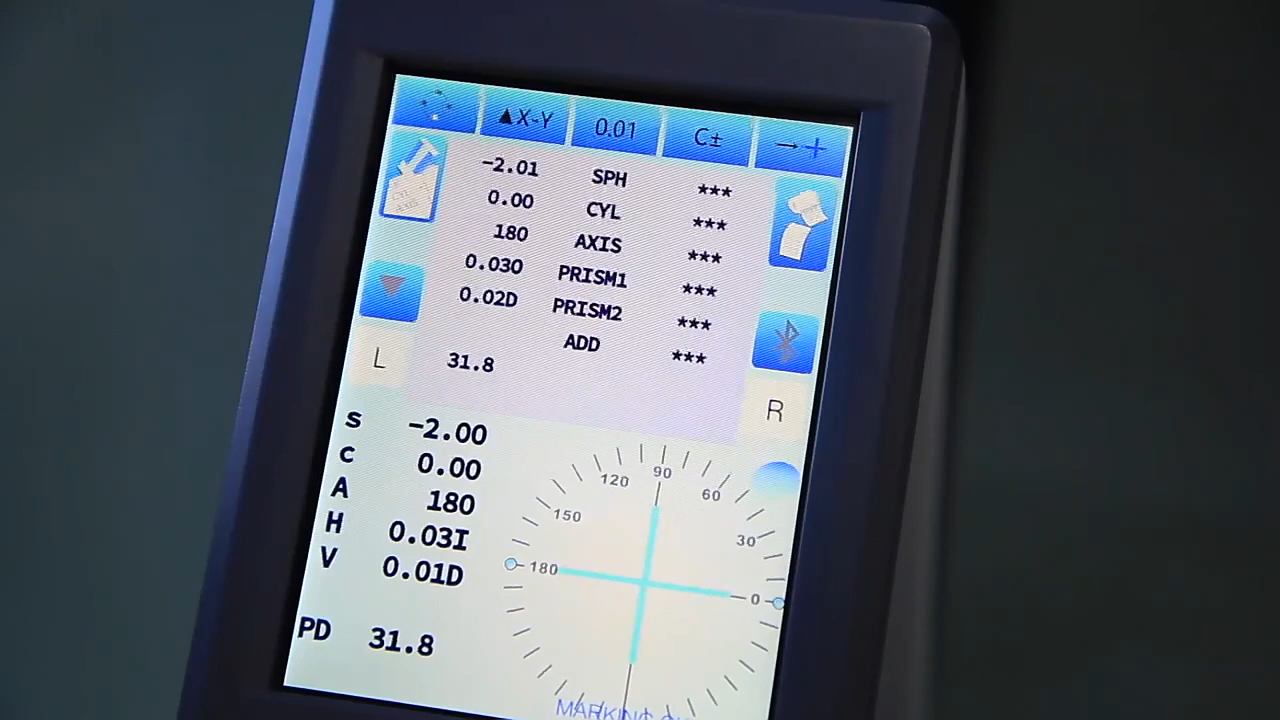 ▲X-Y 0.01 C± →+
-2.01 SPH ***
0.00 CYL ***
180 AXIS ***
0.030 PRISM1 ***
0.02D PRISM2 ***
ADD ***
L 31.8 R
S -2.00
C 0.00
A 180
H 0.03I
V 0.01D
PD 31.8
120 90 60
150 30
180 0